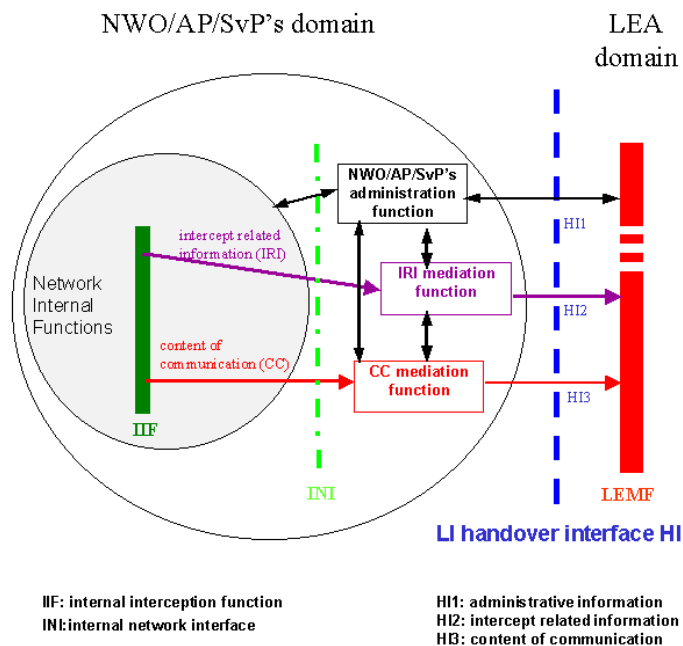 NWO/AP/SvP's domain
LEA
domain
NWO/AP/SvP's
administration
function
HI1
intercept related
information (IRI)
IRI mediation
function
HI2
Network
Internal
Functions
content of
communication (CC)
CC mediation
function
HI3
IIF
INI
LEMF
LI handover interface HI
IIF: internal interception function
INI:internal network interface
HI1: administrative information
HI2: intercept related information
HI3: content of communication